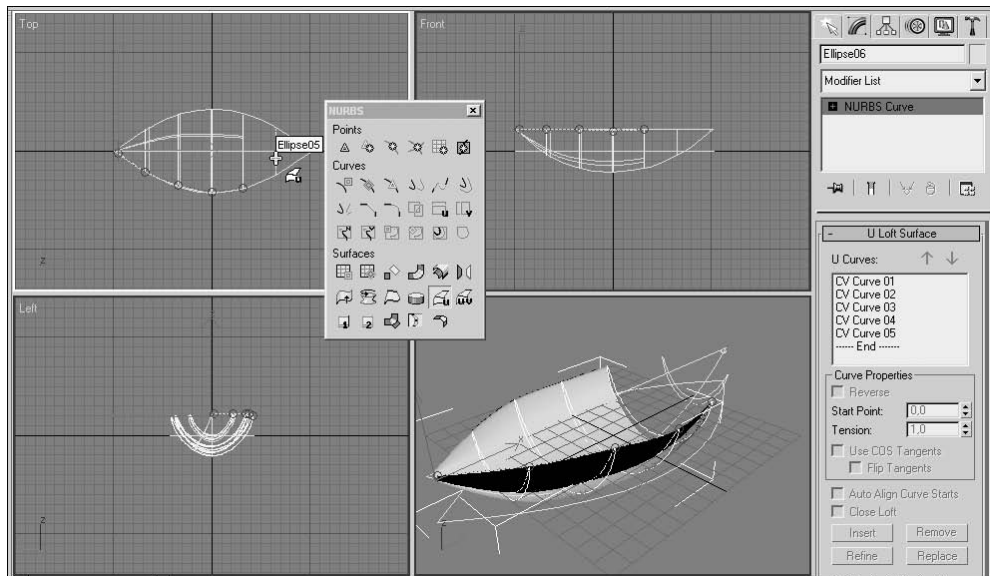 Top
Front
Ellipse06
Modifier List
NURBS Curve
NURBS
Points
Ellipse05
Curves
U
V
Surfaces
U
UV
1
2
z
z
Left
z
U Loft Surface
U Curves:
CV Curve 01
CV Curve 02
CV Curve 03
CV Curve 04
CV Curve 05
------ End -------
Curve Properties
Reverse
Start Point: 0,0
Tension: 1,0
Use COS Tangents
Flip Tangents
Auto Align Curve Starts
Close Loft
Insert Remove
Refine Replace